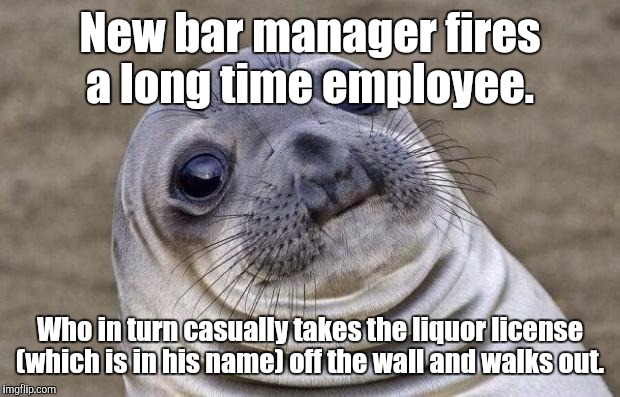 New bar manager fires
a long time employee.
Who in turn casually takes the liquor license
(which is in his name) off the wall and walks out.
imgflip.com